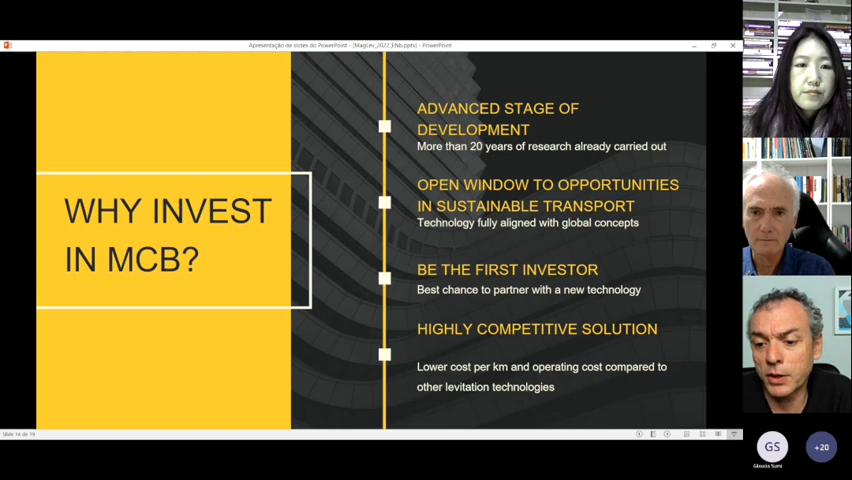 Apresentação de slides do PowerPoint - [MagLev_2022_ENb.pptx] - PowerPoint
WHY INVEST
IN MCB?
ADVANCED STAGE OF
DEVELOPMENT
More than 20 years of research already carried out
OPEN WINDOW TO OPPORTUNITIES
IN SUSTAINABLE TRANSPORT
Technology fully aligned with global concepts
BE THE FIRST INVESTOR
Best chance to partner with a new technology
HIGHLY COMPETITIVE SOLUTION
Lower cost per km and operating cost compared to
other levitation technologies
Slide 14 de 19
GS
+20
Glaucia Sumi